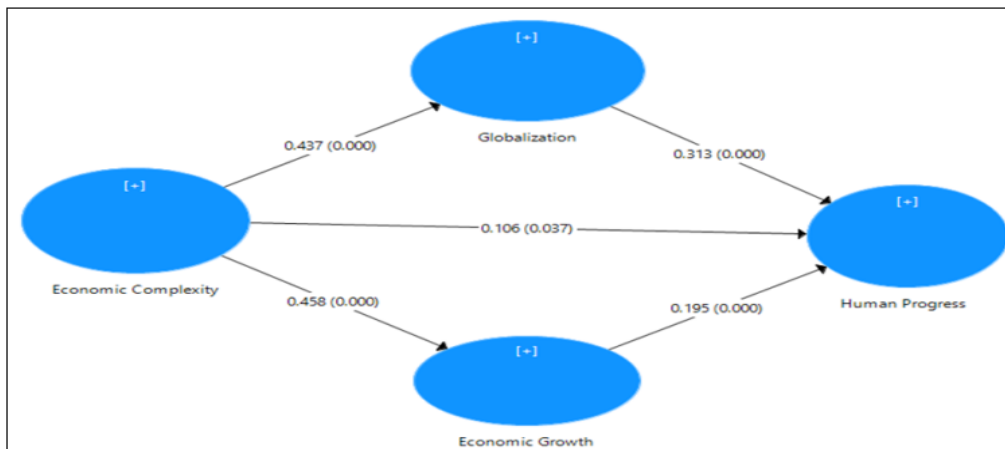 [+]
Globalization
0.437 (0.000)
0.313 (0.000)
[+]
Economic Complexity
0.106 (0.037)
[+]
Human Progress
0.458 (0.000)
0.195 (0.000)
[+]
Economic Growth